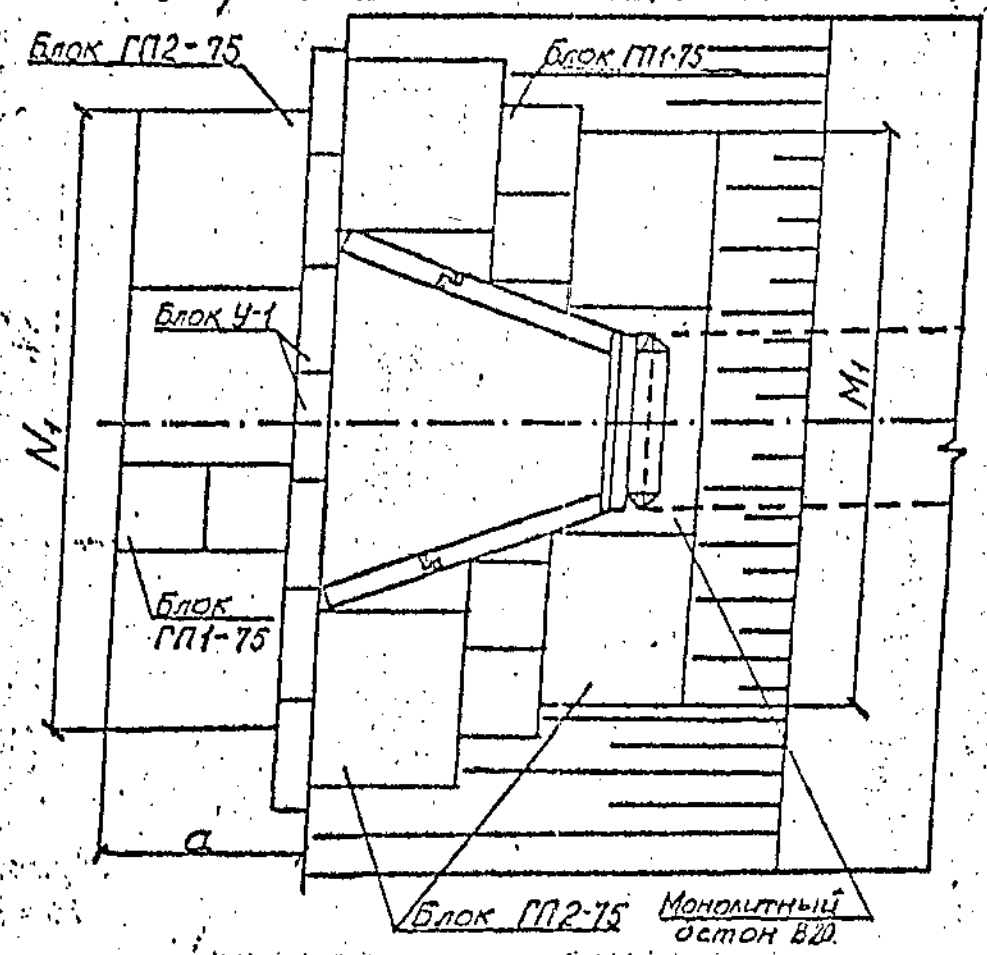 Блок ГП2-75
Блок ГП1-75
Блок У-1
N1
M1
Блок
ГП1-75
а
Блок ГП2-75
Монолитный
бетон В20.